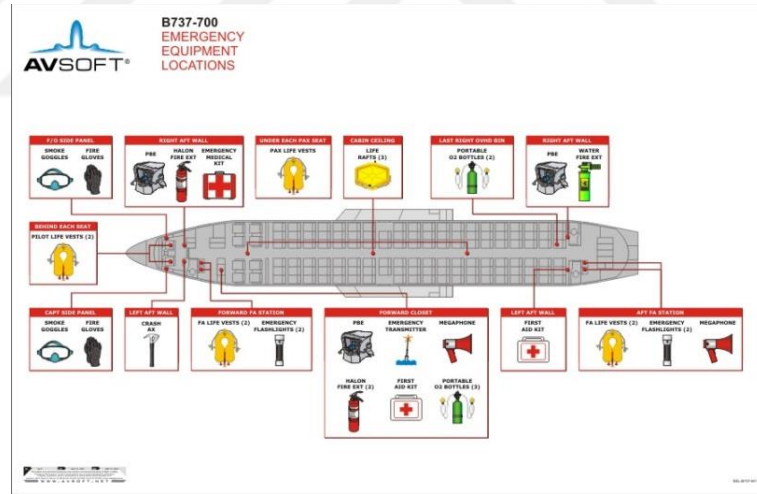 AVSOFT®
B737-700
EMERGENCY
EQUIPMENT
LOCATIONS
F/O SIDE PANEL
SMOKE
GOGGLES
FIRE
GLOVES
RIGHT AFT WALL
PBE
HALON
FIRE EXT
EMERGENCY
MEDICAL
KIT
UNDER EACH PAX SEAT
PAX LIFE VESTS
CABIN CEILING
LIFE
RAFTS (3)
LAST RIGHT OVHD BIN
PORTABLE
O2 BOTTLES (2)
RIGHT AFT WALL
PBE
WATER
FIRE EXT
BEHIND EACH SEAT
PILOT LIFE VESTS (2)
CAPT SIDE PANEL
SMOKE
GOGGLES
FIRE
GLOVES
LEFT AFT WALL
CRASH
AX
FORWARD FA STATION
FA LIFE VESTS (2)
EMERGENCY
FLASHLIGHTS (2)
FORWARD CLOSET
PBE
EMERGENCY
TRANSMITTER
MEGAPHONE
HALON
FIRE EXT (2)
FIRST
AID KIT
PORTABLE
O2 BOTTLES (3)
LEFT AFT WALL
FIRST
AID KIT
AFT FA STATION
FA LIFE VESTS (2)
EMERGENCY
FLASHLIGHTS (2)
MEGAPHONE
WWW.AVSOFT.NET